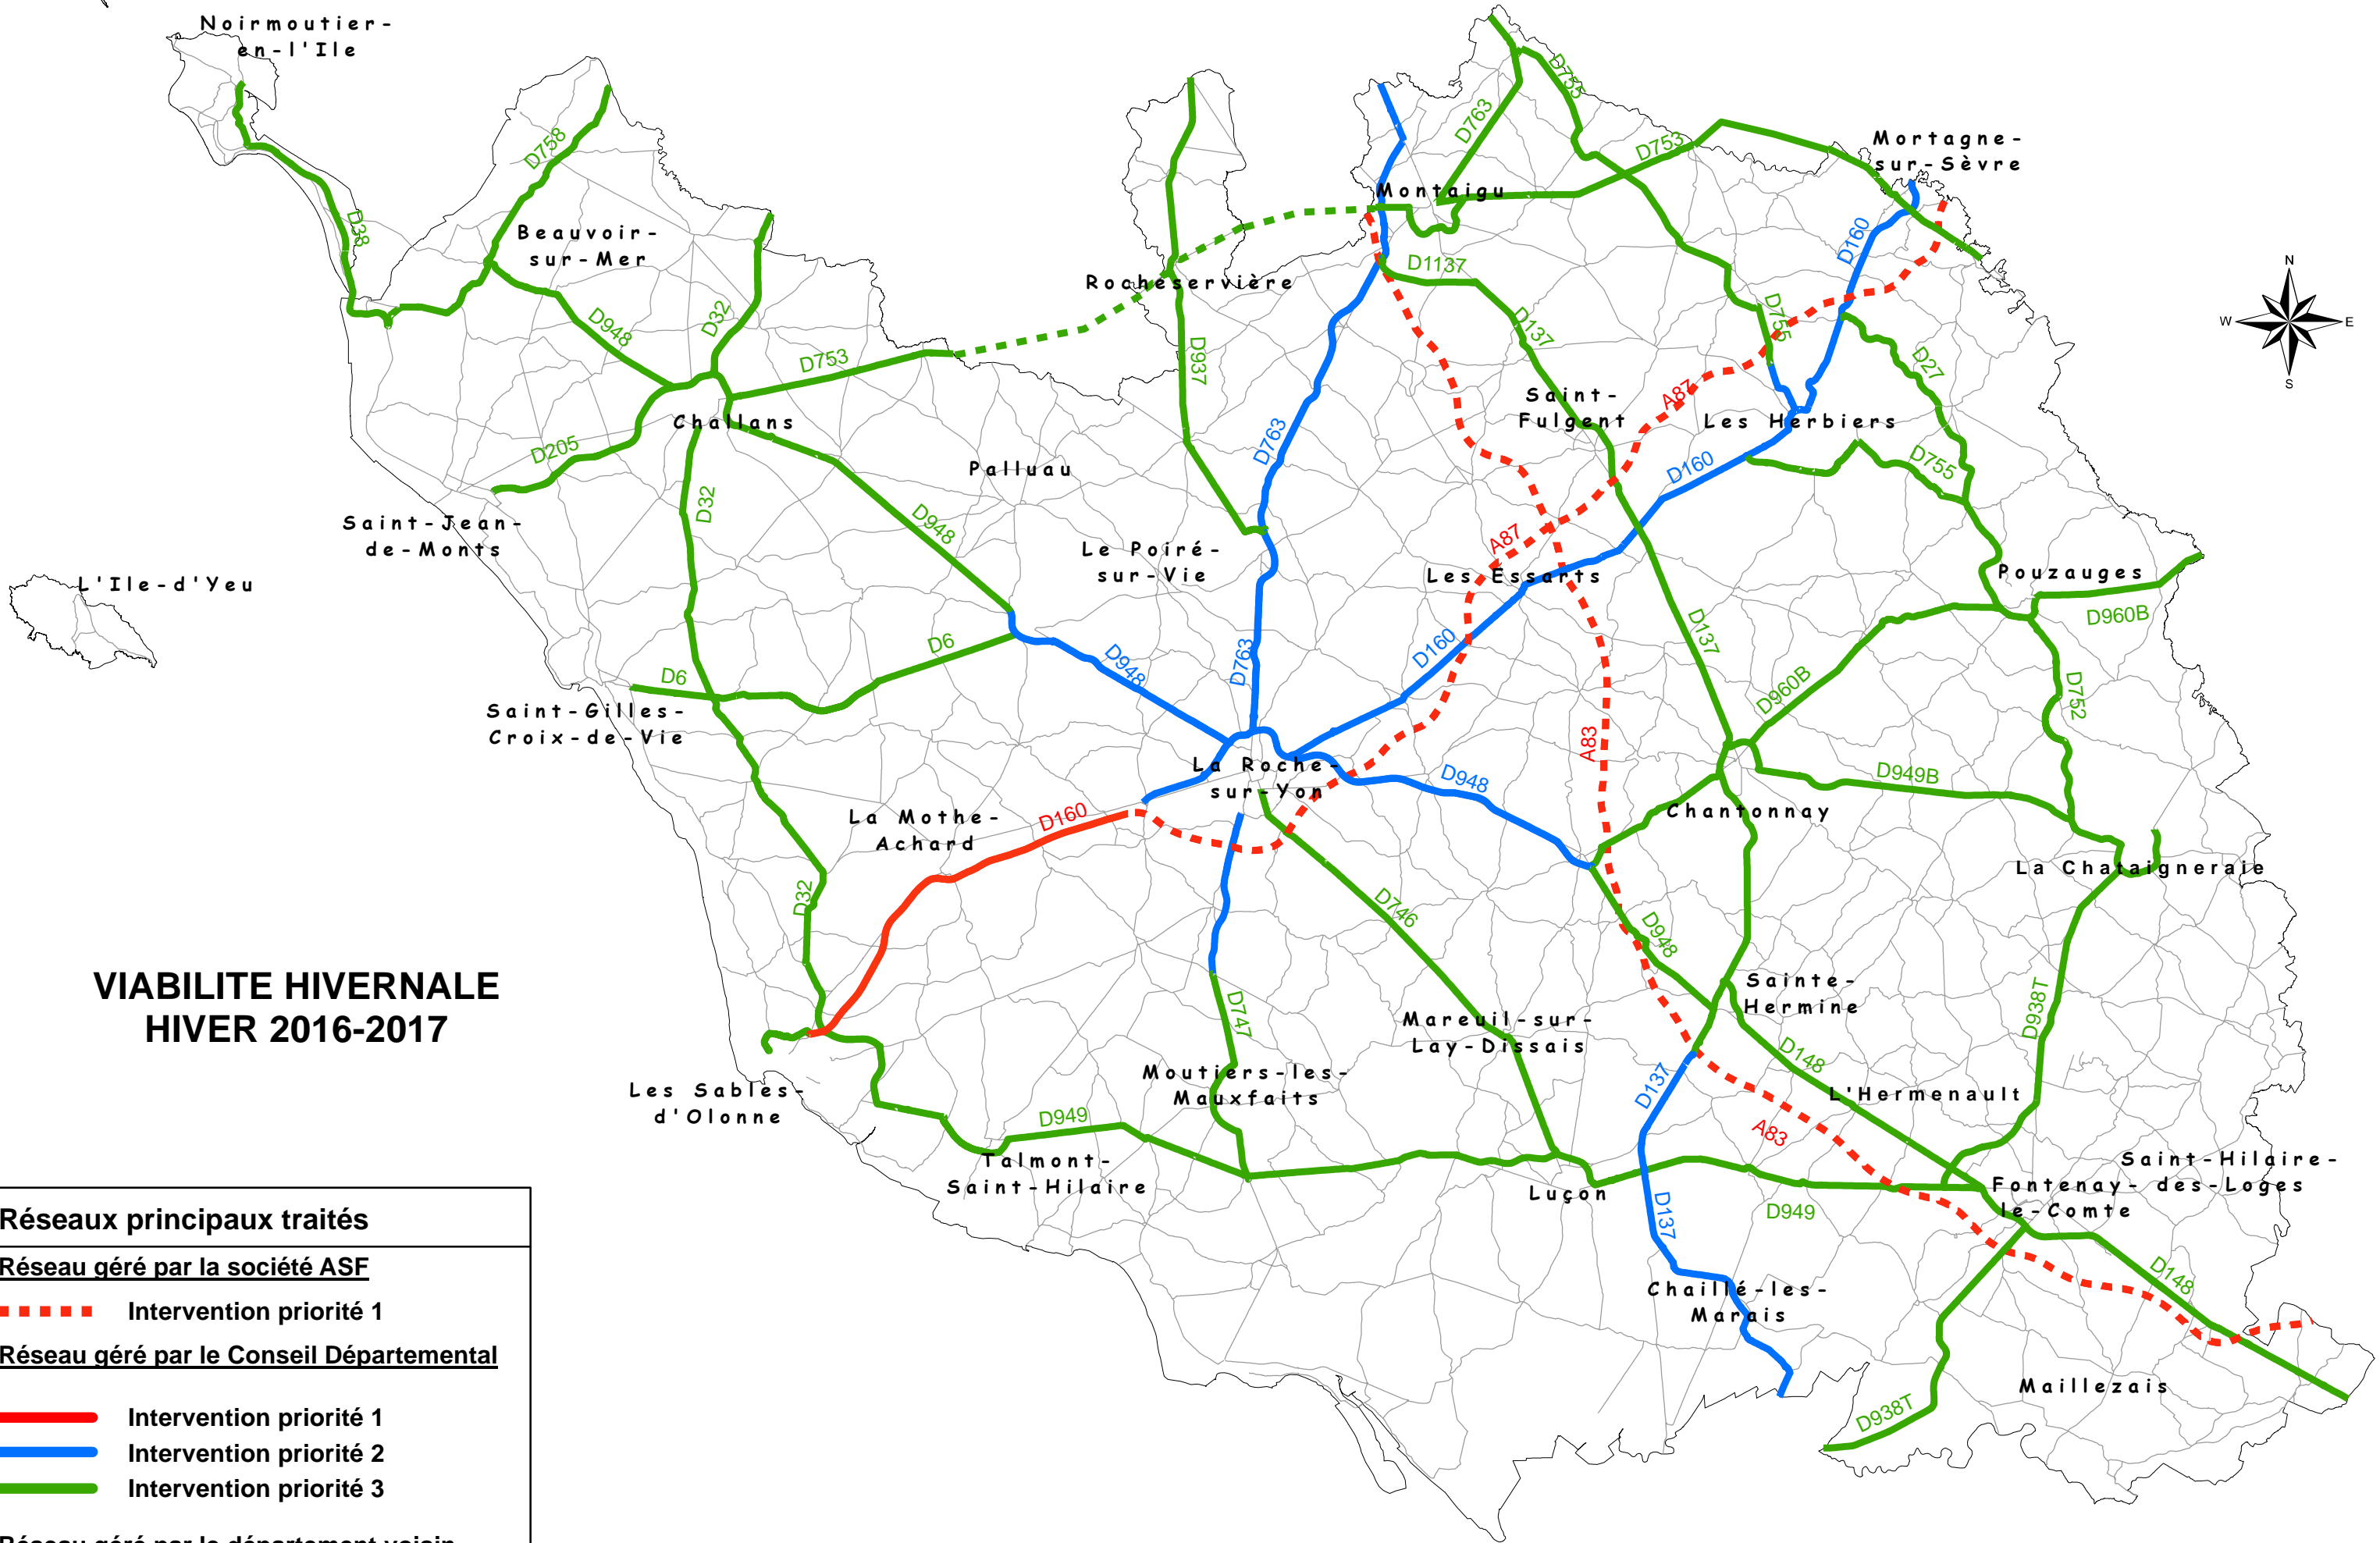 Noirmoutier-
en-l'Ile
D755
D763
D758
Mortagne-
sur-Sèvre
D753
Montaigu
D38
Beauvoir-
sur-Mer
D160
Rocheservière
D1137
N
W
E
S
D948
D32
D137
D755
D753
D937
D27
A87
Saint-
Fulgent
Les Herbiers
Challans
D763
D205
Palluau
D160
D755
D32
Saint-Jean-
de-Monts
D948
Le Poiré-
sur-Vie
A87
Les Essarts
Pouzauges
L'Ile-d'Yeu
D960B
D137
D6
D948
D763
D160
D6
D960B
D752
Saint-Gilles-
Croix-de-Vie
A83
La Roche-
sur-Yon
D948
D949B
La Mothe-
Achard
D160
Chantonnay
La Chataigneraie
D32
D746
D948
VIABILITE HIVERNALE
HIVER 2016-2017
Sainte-
Hermine
D938T
D747
Mareuil-sur-
Lay-Dissais
D148
Moutiers-les-
Mauxfaits
D137
L'Hermenault
Les Sables-
d'Olonne
D949
A83
Talmont-
Saint-Hilaire
Saint-Hilaire-
des-Loges
Luçon
Fontenay-
le-Comte
D949
D137
D148
Chaillé-les-
Marais
Maillezais
D938T
Réseaux principaux traités
Réseau géré par la société ASF
Intervention priorité 1
Réseau géré par le Conseil Départemental
Intervention priorité 1
Intervention priorité 2
Intervention priorité 3
Réseau géré par le département voisin